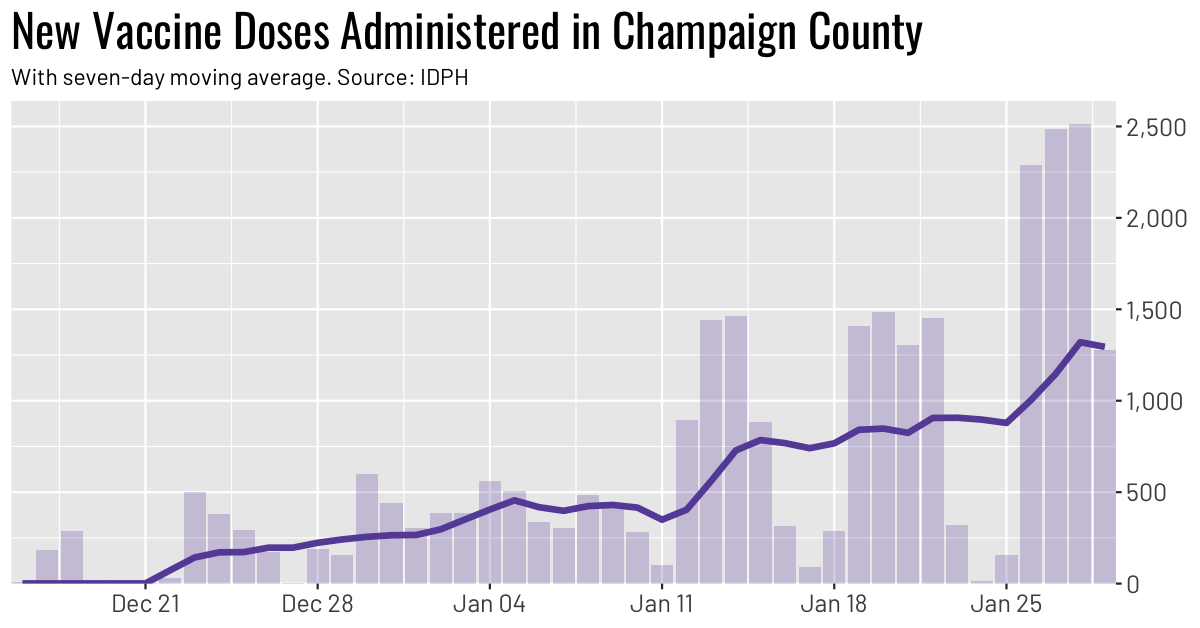 New Vaccine Doses Administered in Champaign County
With seven-day moving average. Source: IDPH
2,500
2,000
1,500
1,000
500
0
Dec 21 Dec 28 Jan 04 Jan 11 Jan 18 Jan 25